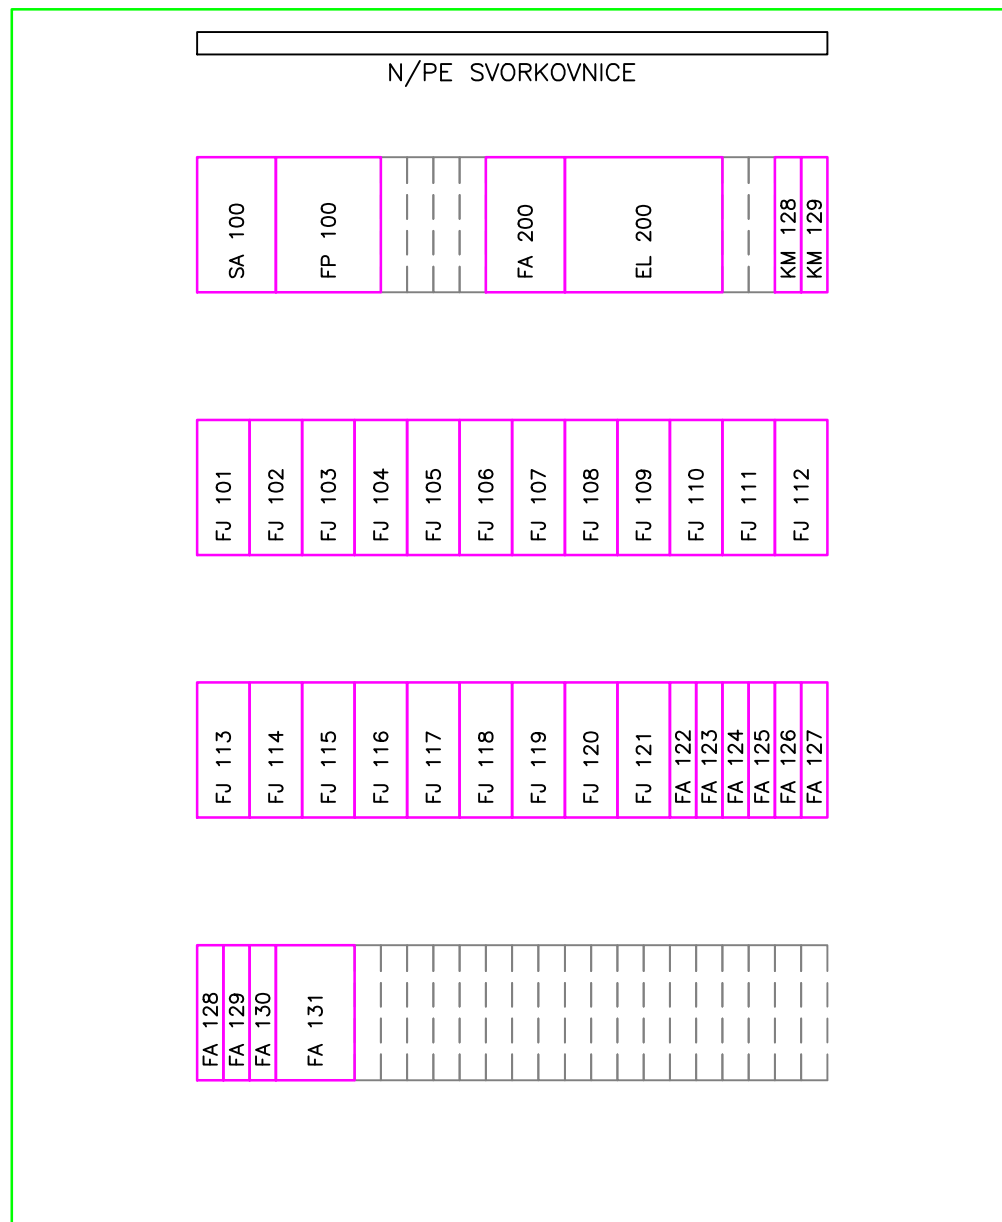 N/PE SVORKOVNICE
SA 100
FP 100
FA 200
EL 200
KM 128
KM 129
FJ 101
FJ 102
FJ 103
FJ 104
FJ 105
FJ 106
FJ 107
FJ 108
FJ 109
FJ 110
FJ 111
FJ 112
FJ 113
FJ 114
FJ 115
FJ 116
FJ 117
FJ 118
FJ 119
FJ 120
FJ 121
FA 122
FA 123
FA 124
FA 125
FA 126
FA 127
FA 128
FA 129
FA 130
FA 131